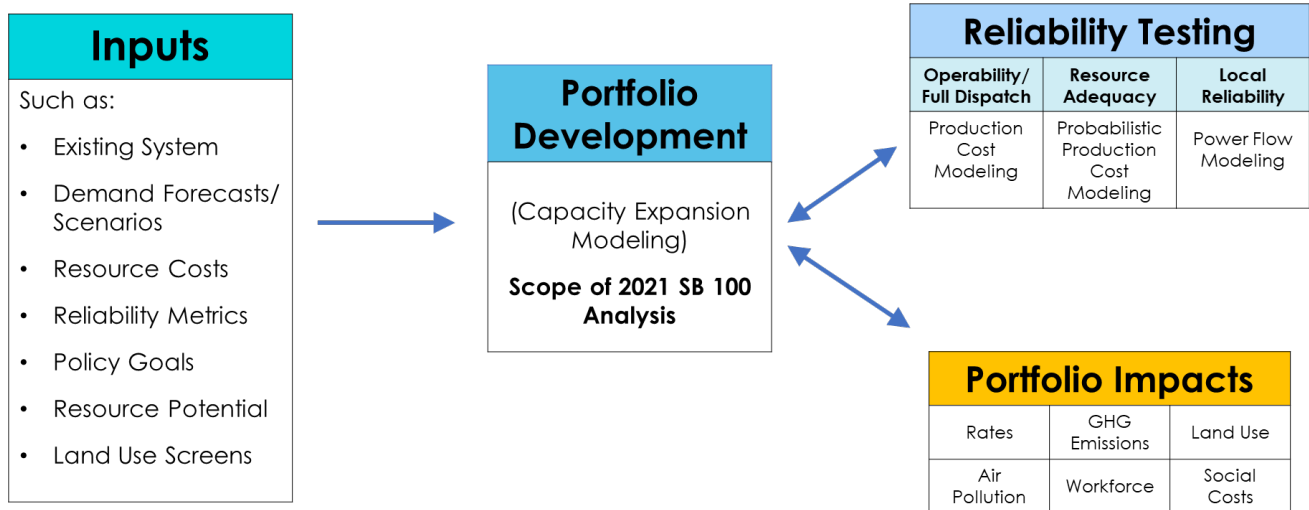 Inputs
Such as:
• Existing System
• Demand Forecasts/
Scenarios
• Resource Costs
• Reliability Metrics
• Policy Goals
• Resource Potential
• Land Use Screens
Portfolio
Development
(Capacity Expansion
Modeling)
Scope of 2021 SB 100
Analysis
Reliability Testing
Operability/
Full Dispatch
Resource
Adequacy
Local
Reliability
Production
Cost
Modeling
Probabilistic
Production
Cost
Modeling
Power Flow
Modeling
Portfolio Impacts
Rates
GHG
Emissions
Land Use
Air
Pollution
Workforce
Social
Costs